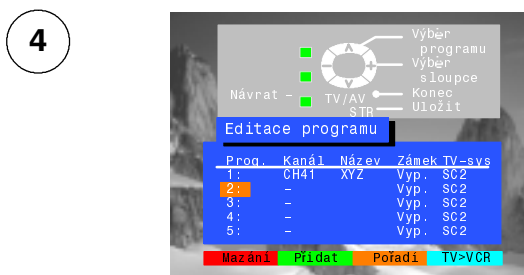 4
Výběr
programu
Výběr
sloupce
Návrat –
TV/AV
Konec
STR
Uložit
Editace programu
Prog. Kanál Název Zámek TV-sys
1: CH41 XYZ Vyp. SC2
2: – Vyp. SC2
3: – Vyp. SC2
4: – Vyp. SC2
5: – Vyp. SC2
Mazání Přidat Pořadí TV>VCR